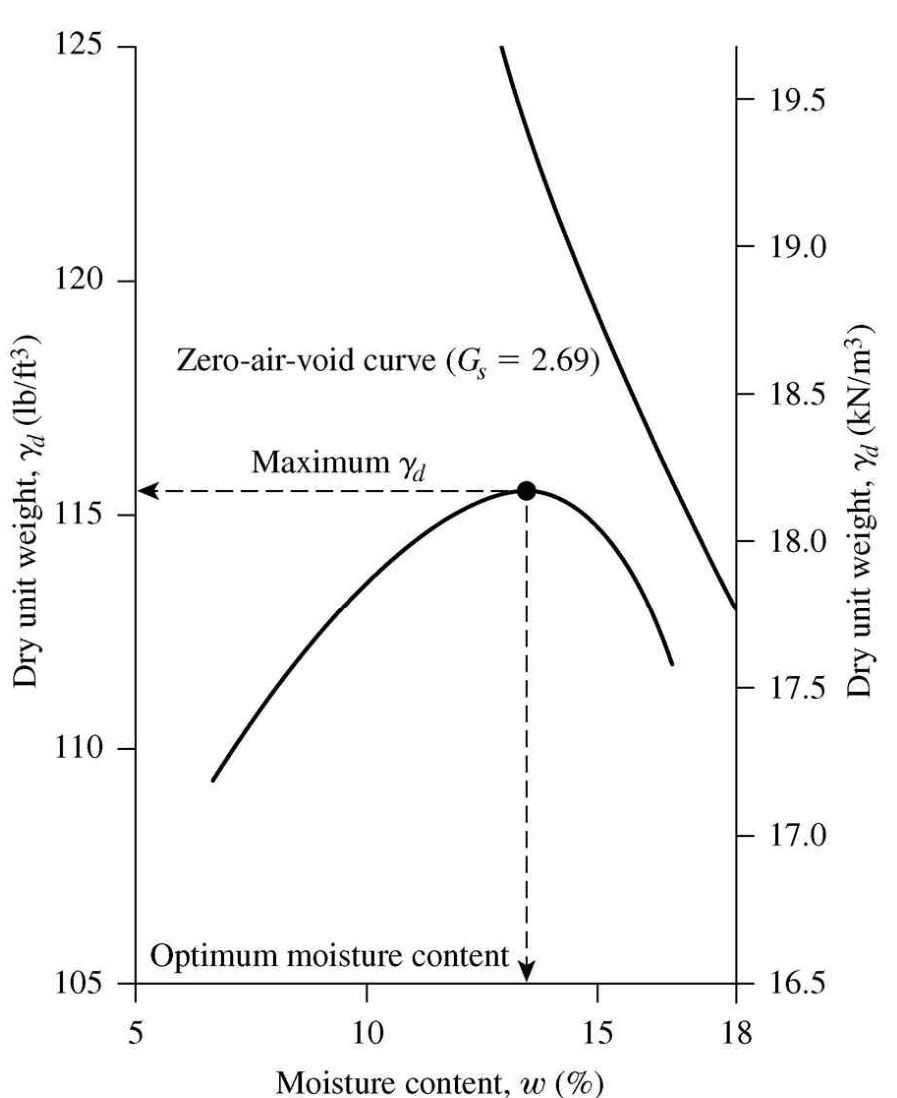 125
120
115
110
105
Dry unit weight, γd (lb/ft³)
Zero-air-void curve (Gs = 2.69)
Maximum γd
Optimum moisture content
19.5
19.0
18.5
18.0
17.5
17.0
16.5
Dry unit weight, γd (kN/m³)
5
10
15
18
Moisture content, w (%)